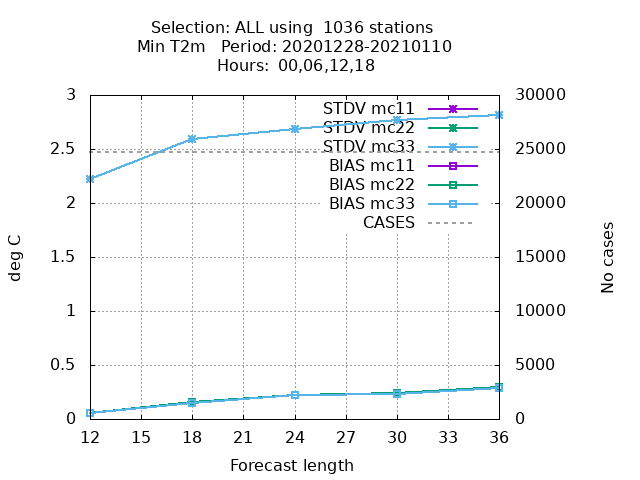 Selection: ALL using  1036 stations
Min T2m   Period: 20201228-20210110
Hours:  00,06,12,18
3
2.5
2
1.5
1
0.5
0
30000
25000
20000
15000
10000
5000
0
STDV mc11
STDV mc22
STDV mc33
BIAS mc11
BIAS mc22
BIAS mc33
CASES
deg C
No cases
12 15 18 21 24 27 30 33 36
Forecast length